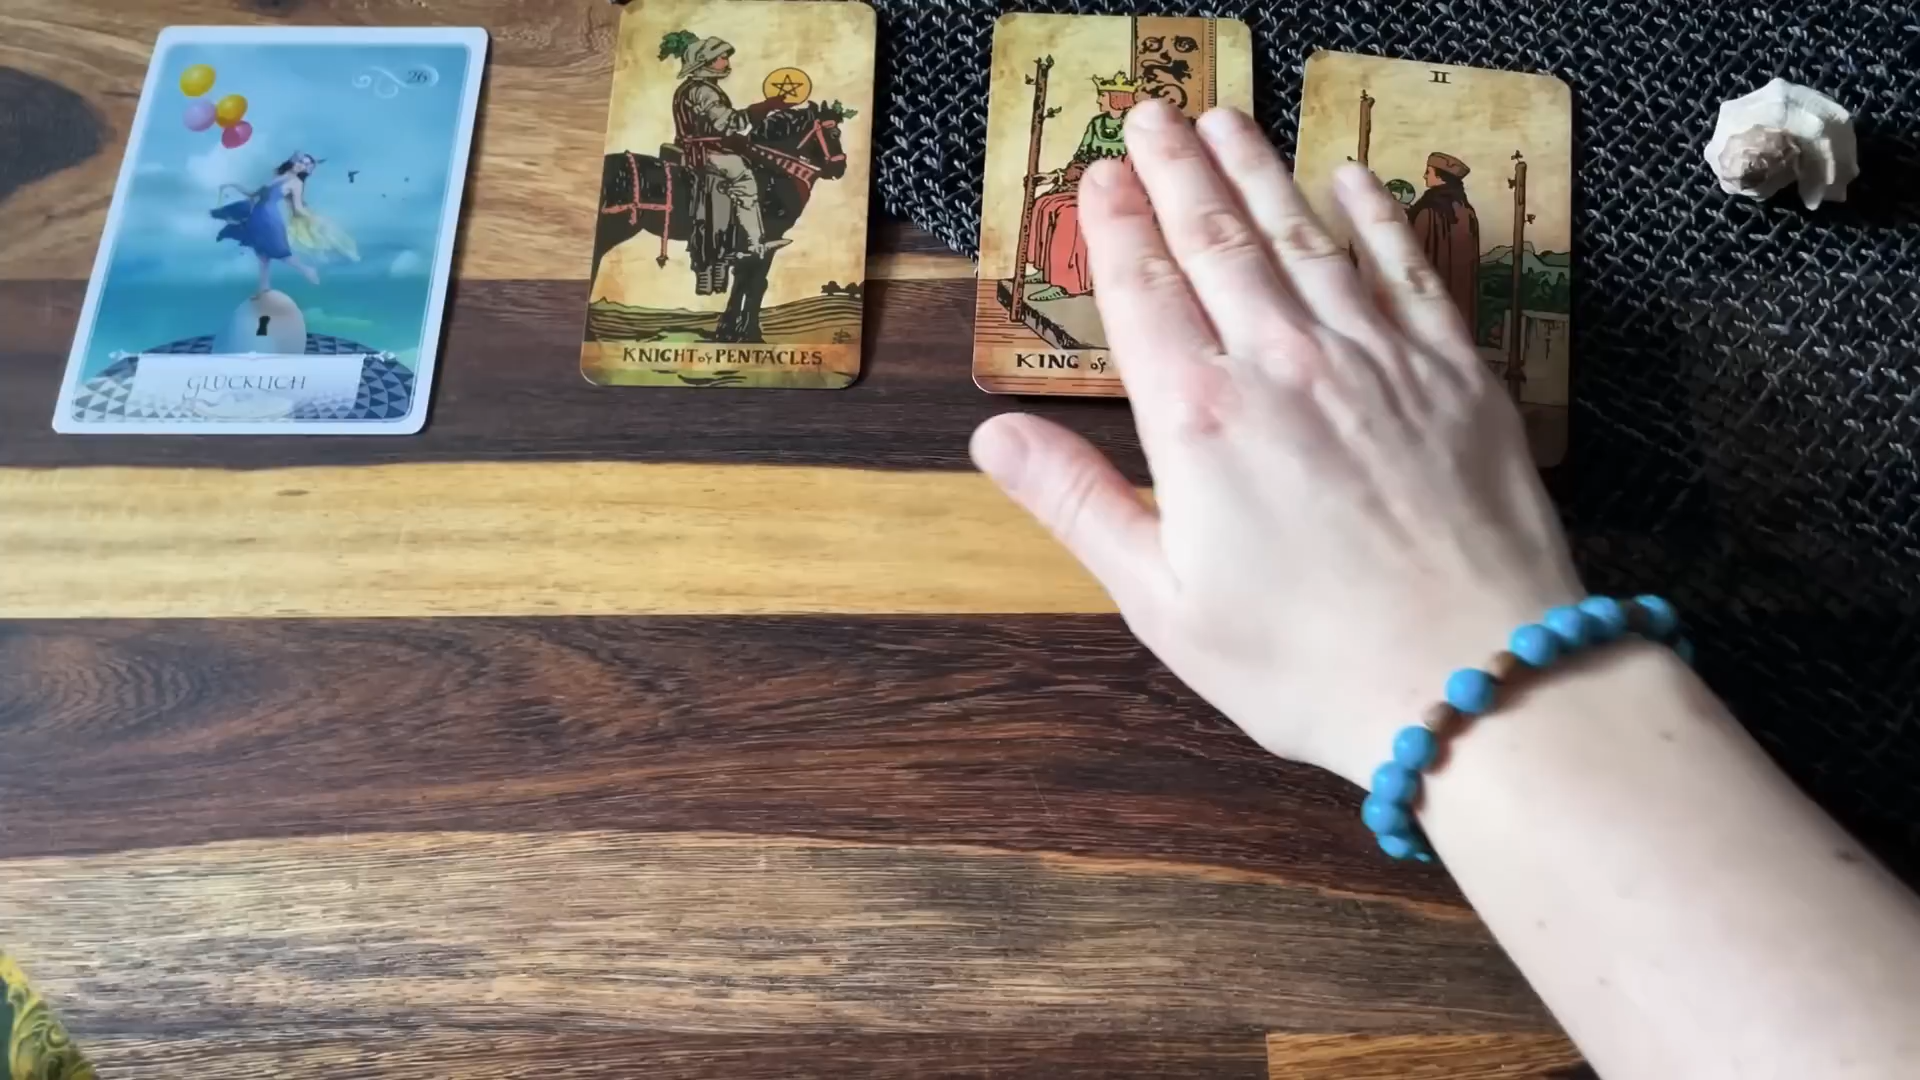 26
GLÜCKLICH
KNIGHT of PENTACLES
KING of
II